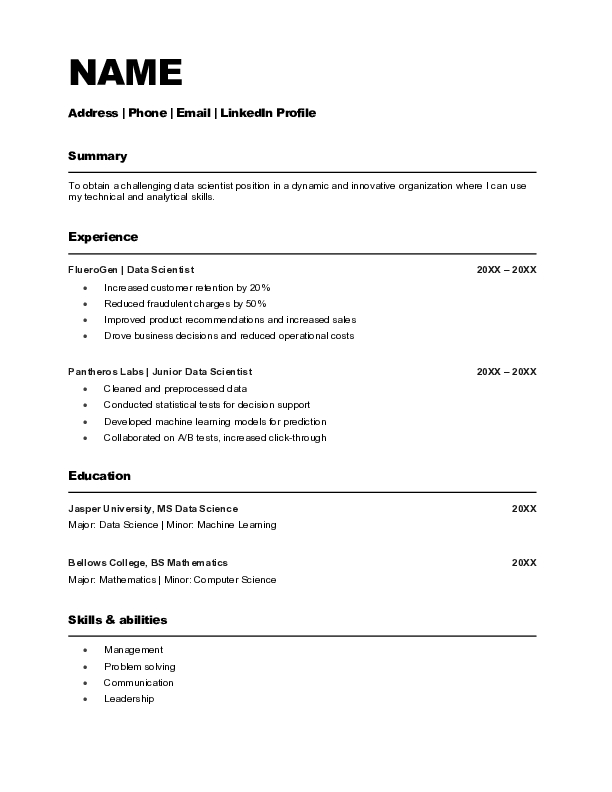 NAME
Address | Phone | Email | LinkedIn Profile
Summary
To obtain a challenging data scientist position in a dynamic and innovative organization where I can use
my technical and analytical skills.
Experience
FlueroGen | Data Scientist 20XX – 20XX
• Increased customer retention by 20%
• Reduced fraudulent charges by 50%
• Improved product recommendations and increased sales
• Drove business decisions and reduced operational costs
Pantheros Labs | Junior Data Scientist 20XX – 20XX
• Cleaned and preprocessed data
• Conducted statistical tests for decision support
• Developed machine learning models for prediction
• Collaborated on A/B tests, increased click-through
Education
Jasper University, MS Data Science 20XX
Major: Data Science | Minor: Machine Learning
Bellows College, BS Mathematics 20XX
Major: Mathematics | Minor: Computer Science
Skills & abilities
• Management
• Problem solving
• Communication
• Leadership